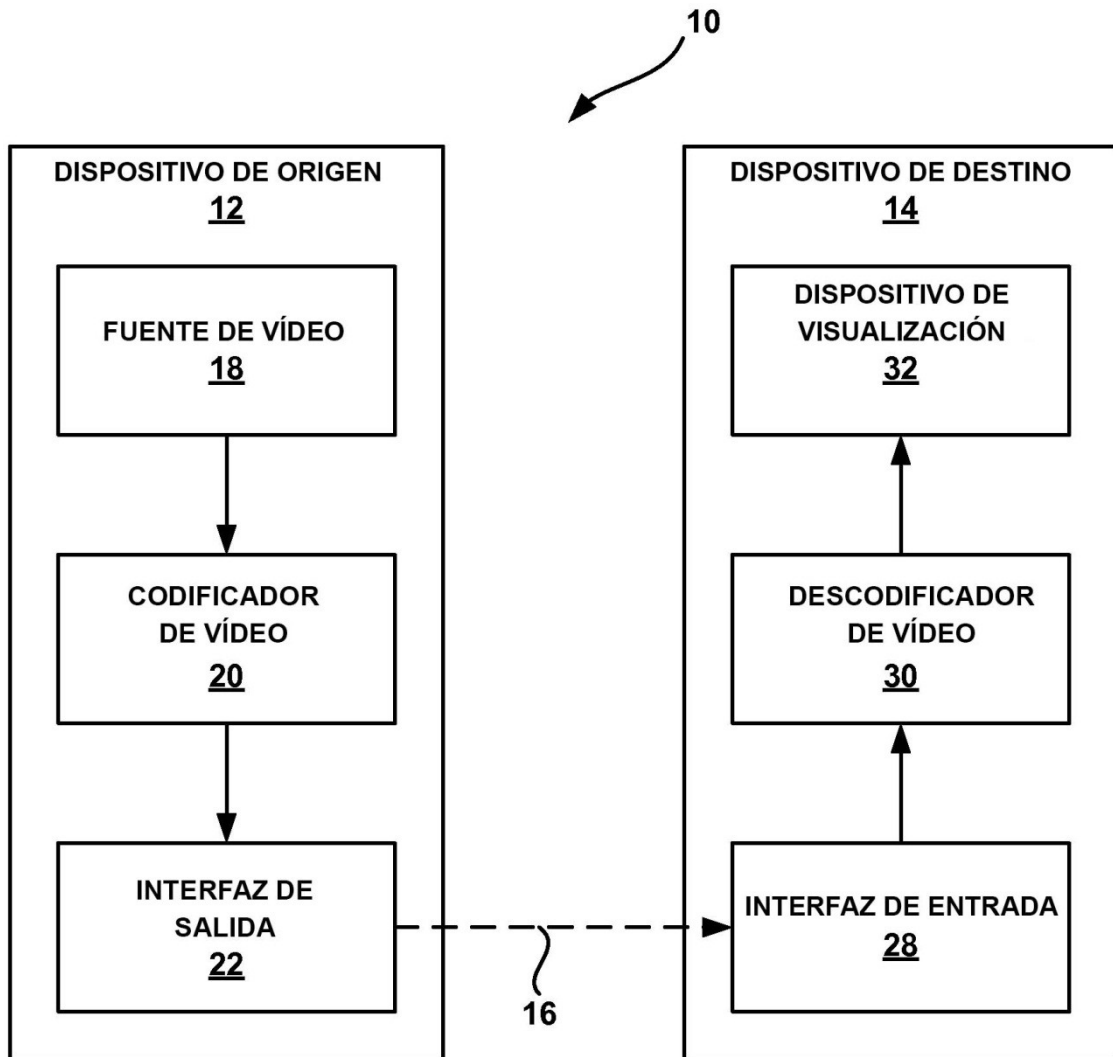 10
DISPOSITIVO DE ORIGEN
12
FUENTE DE VÍDEO
18
CODIFICADOR
DE VÍDEO
20
INTERFAZ DE
SALIDA
22
16
DISPOSITIVO DE DESTINO
14
DISPOSITIVO DE
VISUALIZACIÓN
32
DESCODIFICADOR
DE VÍDEO
30
INTERFAZ DE ENTRADA
28